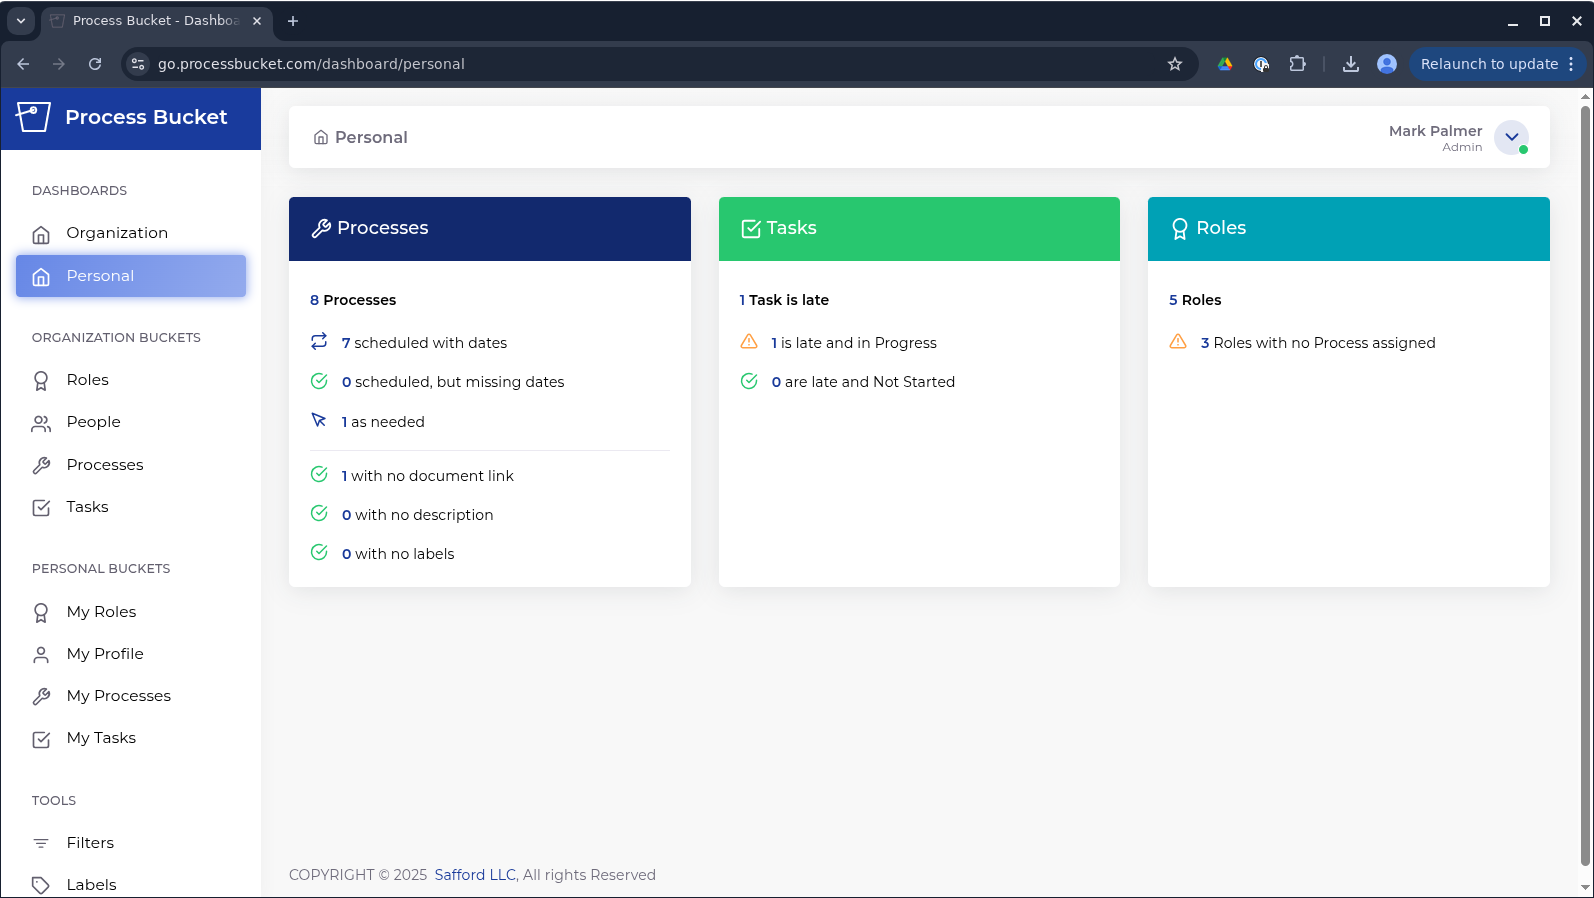 Process Bucket - Dashboa
go.processbucket.com/dashboard/personal
Relaunch to update
Process Bucket
DASHBOARDS
Organization
Personal
ORGANIZATION BUCKETS
Roles
People
Processes
Tasks
PERSONAL BUCKETS
My Roles
My Profile
My Processes
My Tasks
TOOLS
Filters
Labels
Personal
Mark Palmer
Admin
Processes
8 Processes
7 scheduled with dates
0 scheduled, but missing dates
1 as needed
1 with no document link
0 with no description
0 with no labels
Tasks
1 Task is late
1 is late and in Progress
0 are late and Not Started
Roles
5 Roles
3 Roles with no Process assigned
COPYRIGHT © 2025 Safford LLC, All rights Reserved